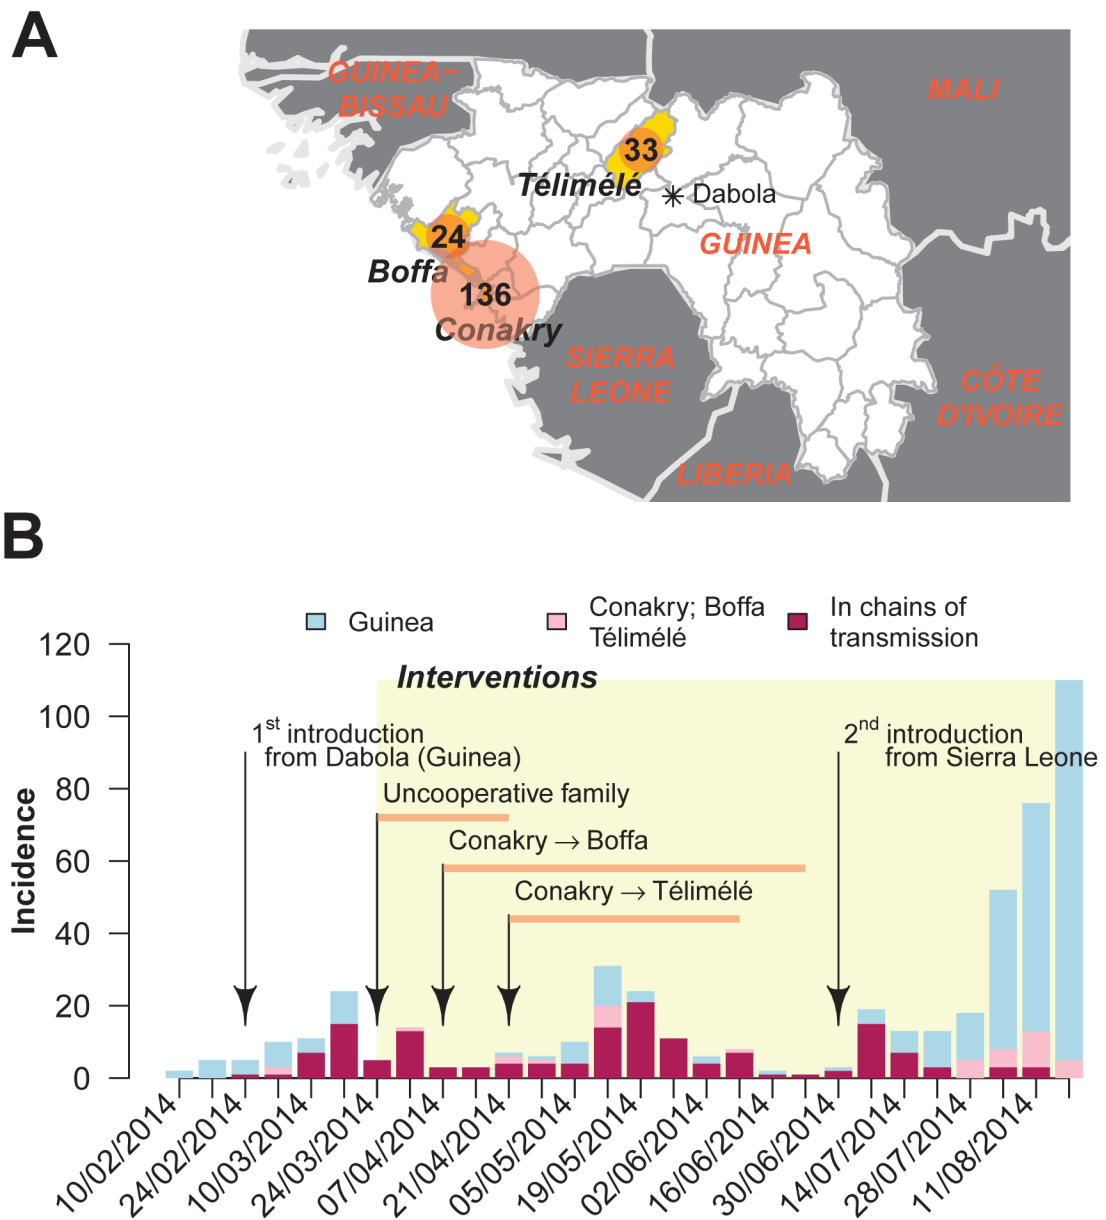 A
GUINEA–
BISSAU
MALI
33
Télimélé
Dabola
24
GUINEA
Boffa
136
Conakry
SIERRA
LEONE
CÔTE
D'IVOIRE
LIBERIA
B
Guinea
Conakry; Boffa
Télimélé
In chains of
transmission
Interventions
1st introduction
from Dabola (Guinea)
2nd introduction
from Sierra Leone
Uncooperative family
Conakry → Boffa
Conakry → Télimélé
Incidence
120
100
80
60
40
20
0
10/02/2014
24/02/2014
10/03/2014
24/03/2014
07/04/2014
21/04/2014
05/05/2014
19/05/2014
02/06/2014
16/06/2014
30/06/2014
14/07/2014
28/07/2014
11/08/2014